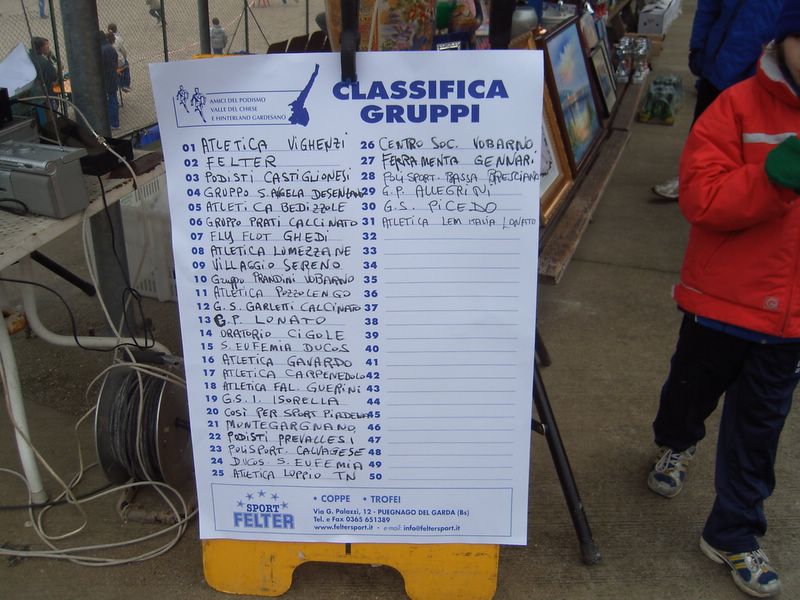 AMICI DEL PODISMO
VALLE DEL CHIESE
E HINTERLAND GARDESANO
CLASSIFICA
GRUPPI
01 ATLETICA VIGHENZI
02 FELTER
03 PODISTI CASTIGLIONESI
04 GRUPPO S. ANGELA DESENZANO
05 ATLETICA BEDIZZOLE
06 GRUPPO PRATI CALCINATO
07 FLY FLOT GHEDI
08 ATLETICA LUMEZZANE
09 VILLAGGIO SERENO
10 GRUPPO PRANDINI VOBARNO
11 ATLETICA POZZOLENGO
12 G.S. GARLETTI CALCINATO
13 G.P. LONATO
14 ORATORIO CIGOLE
15 S. EUFEMIA DUCOS
16 ATLETICA GAVARDO
17 ATLETICA CARPENEDOLO
18 ATLETICA FAL. GUERINI
19 G.S. I. ISORELLA
20 COSI PER SPORT PIADENA
21 MONTEGARGNANO
22 PODISTI PREVALLESI
23 POLISPORT. CALVAGESE
24 DUCOS S. EUFEMIA
25 ATLETICA LOPPIO TN
26 CENTRO SOC. VOBARNO
27 FERRAMENTA GENNARI
28 POLISPORT. BASSA BRESCIANA
29 G.P. ALLEGRINI
30 G.S. PICEDO
31 ATLETICA LEM ITALIA LONATO
32
33
34
35
36
37
38
39
40
41
42
43
44
45
46
47
48
49
50
SPORT
FELTER
• COPPE • TROFEI
Via G. Palazzi, 12 - PUEGNAGO DEL GARDA (Bs)
Tel. e Fax 0365 651389
www.feltersport.it • e-mail: info@feltersport.it